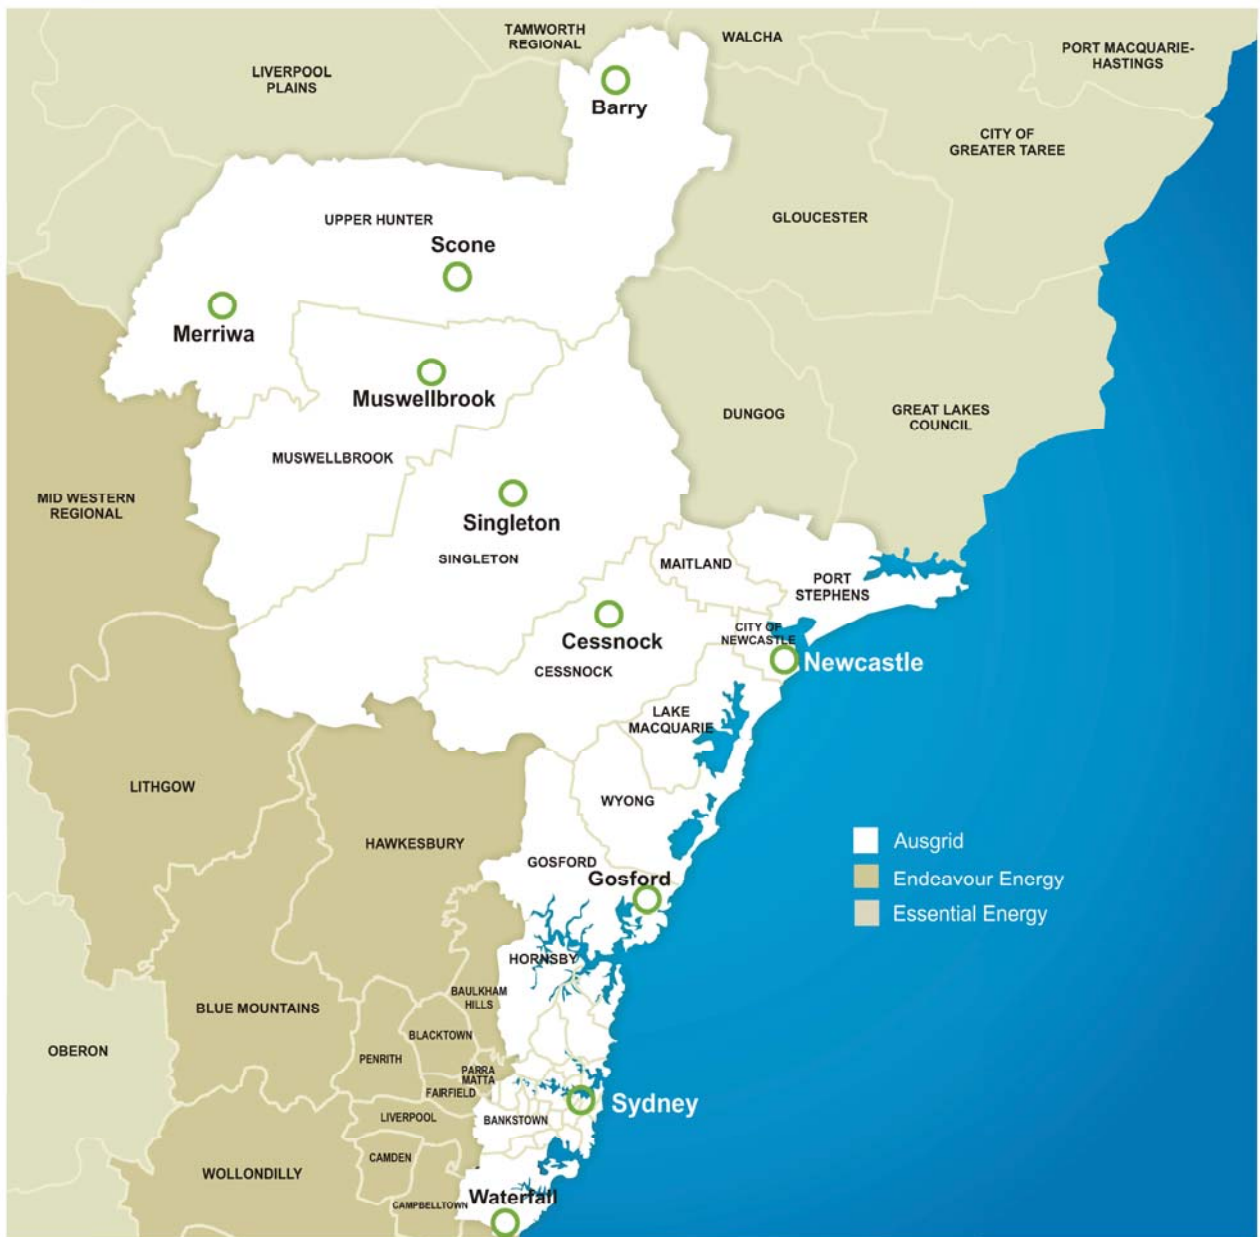 TAMWORTH
REGIONAL
WALCHA
PORT MACQUARIE-
HASTINGS
LIVERPOOL
PLAINS
Barry
CITY OF
GREATER TAREE
UPPER HUNTER
GLOUCESTER
Scone
Merriwa
Muswellbrook
DUNGOG
GREAT LAKES
COUNCIL
MUSWELLBROOK
MID WESTERN
REGIONAL
Singleton
SINGLETON
MAITLAND
PORT
STEPHENS
Cessnock
CESSNOCK
CITY OF
NEWCASTLE
Newcastle
LAKE
MACQUARIE
LITHGOW
WYONG
HAWKESBURY
GOSFORD
Gosford
Ausgrid
Endeavour Energy
Essential Energy
HORNSBY
BAULKHAM
HILLS
BLUE MOUNTAINS
BLACKTOWN
OBERON
PENRITH
PARRA
MATTA
FAIRFIELD
Sydney
LIVERPOOL
BANKSTOWN
CAMDEN
WOLLONDILLY
CAMPBELLTOWN
Waterfall